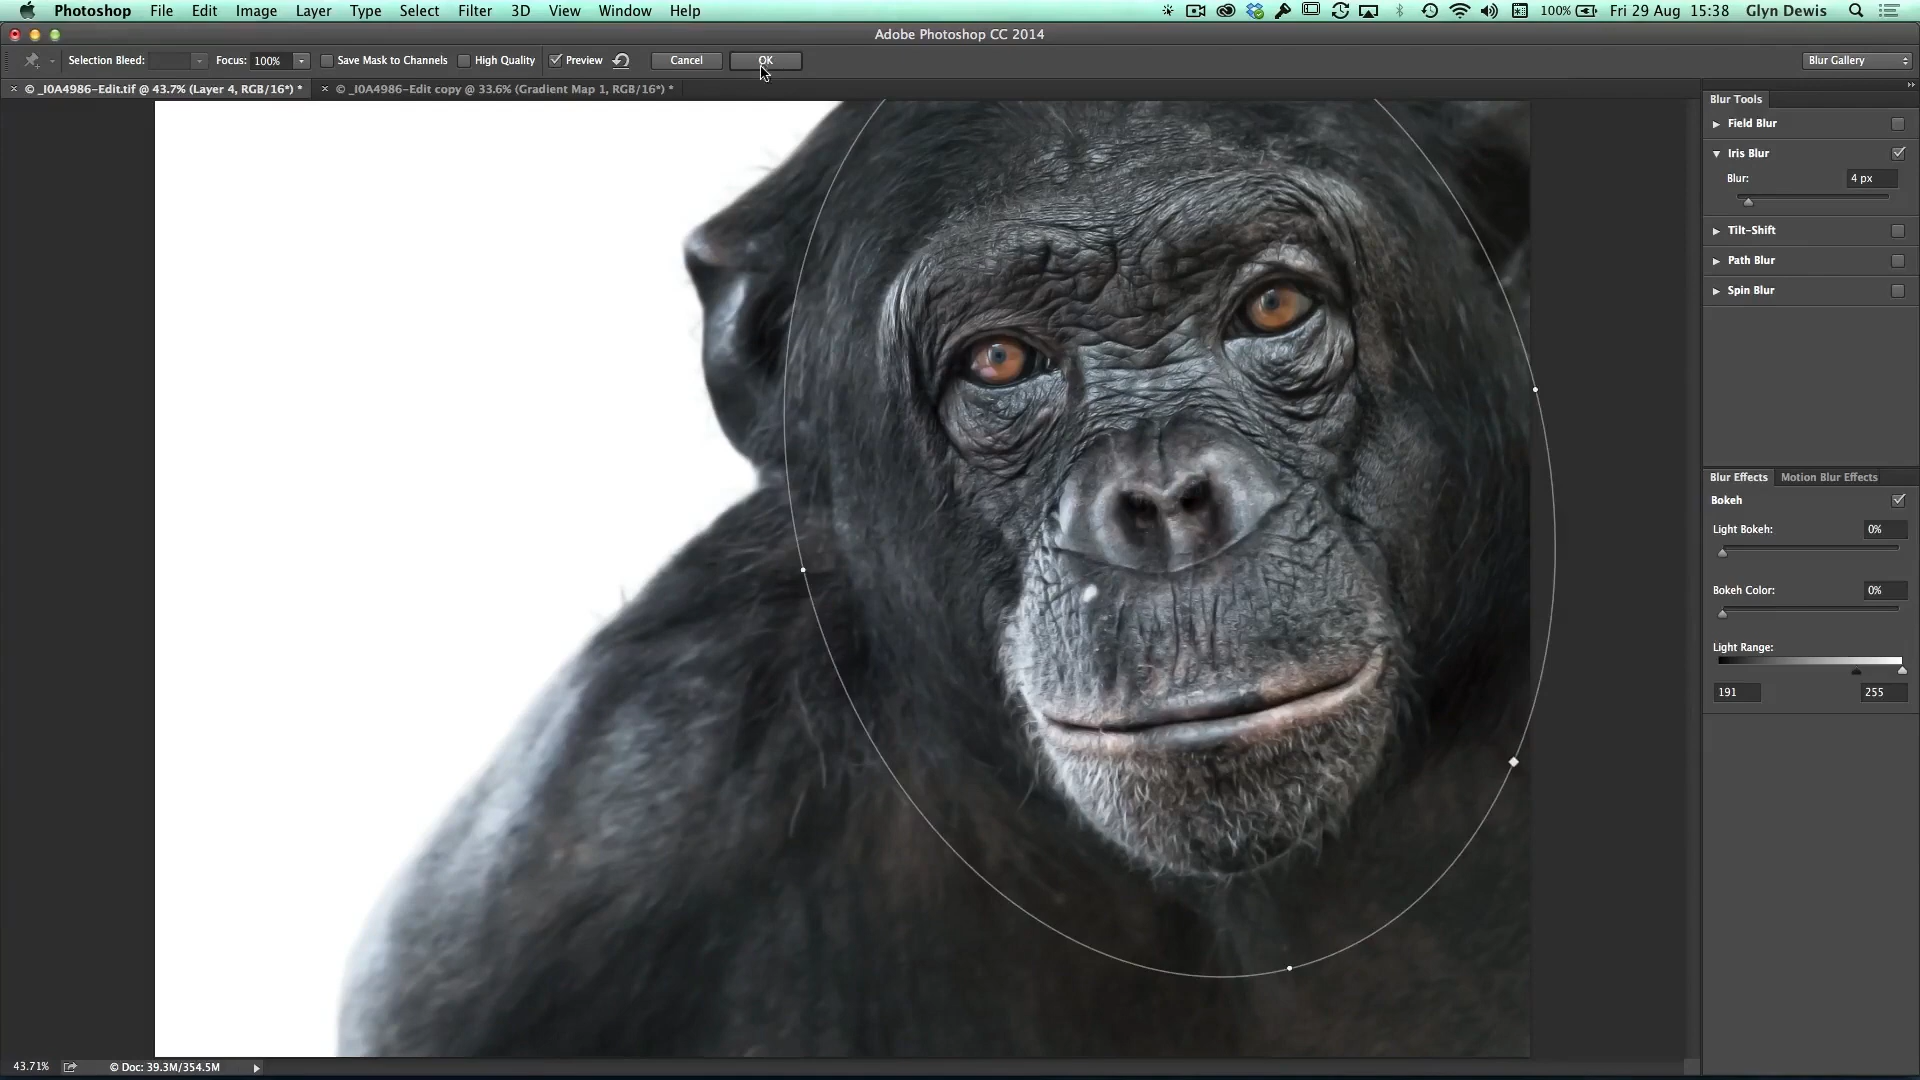 Photoshop File Edit Image Layer Type Select Filter 3D View Window Help 100% Fri 29 Aug 15:38 Glyn Dewis
Adobe Photoshop CC 2014
Selection Bleed: Focus: 100% Save Mask to Channels High Quality Preview Cancel OK Blur Gallery
× © _I0A4986-Edit.tif @ 43.7% (Layer 4, RGB/16*) * × © _I0A4986-Edit copy @ 33.6% (Gradient Map 1, RGB/16*) *
Blur Tools
Field Blur
Iris Blur
Blur: 4 px
Tilt-Shift
Path Blur
Spin Blur
Blur Effects Motion Blur Effects
Bokeh
Light Bokeh: 0%
Bokeh Color: 0%
Light Range:
191 255
43.71% © Doc: 39.3M/354.5M